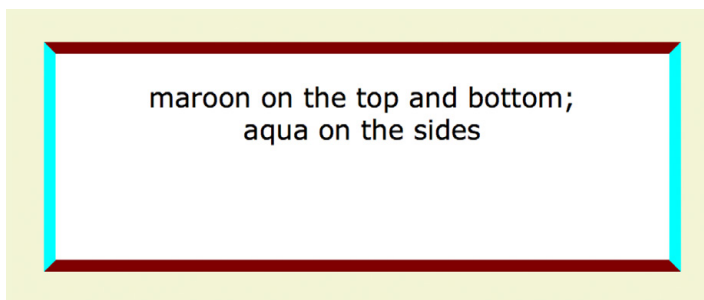 maroon on the top and bottom;
aqua on the sides